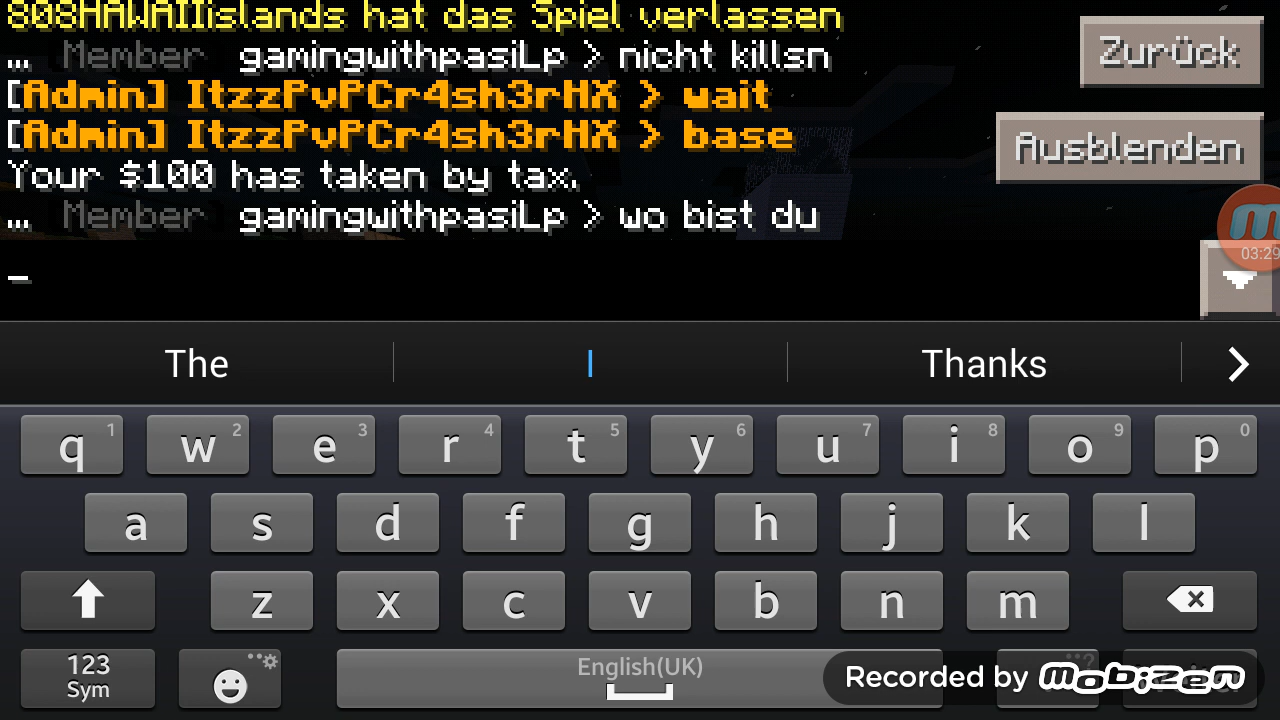 808HAWAIIislands hat das Spiel verlassen
... Member gamingwithpasiLp > nicht killsn
[Admin] ItzzPvPCr4sh3rHX > wait
[Admin] ItzzPvPCr4sh3rHX > base
Your $100 has taken by tax.
... Member gamingwithpasiLp > wo bist du
Zurück
Ausblenden
03:29
_
The I Thanks
q 1 w 2 e 3 r 4 t 5 y 6 u 7 i 8 o 9 p 0
a s d f g h j k l
z x c v b n m
123
Sym
English(UK)
Recorded by mobizen